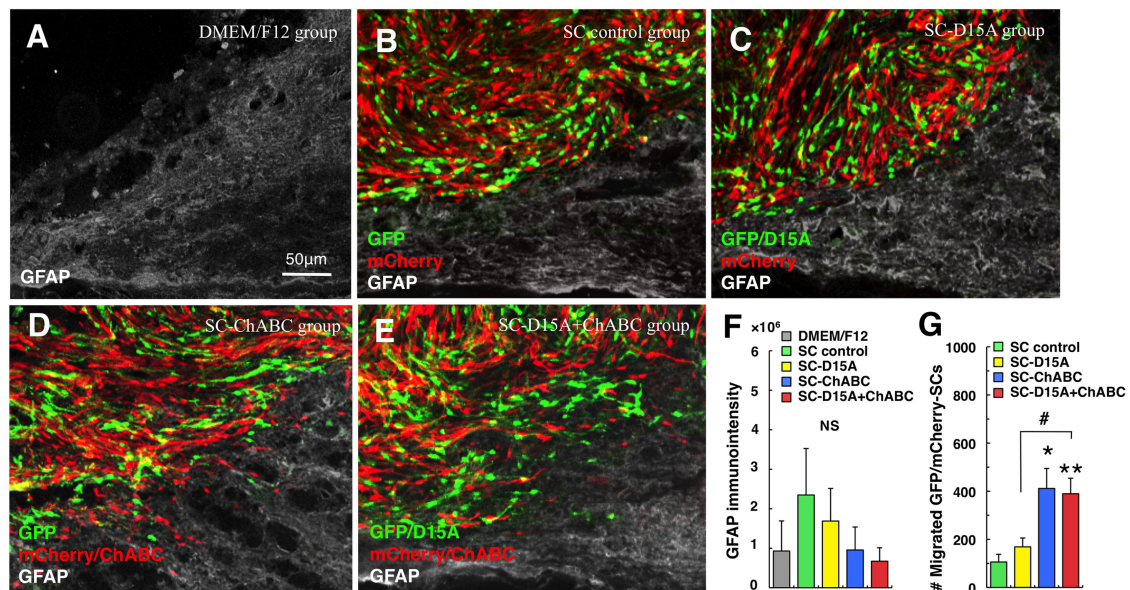 A
DMEM/F12 group
GFAP
50μm
B
SC control group
GFP
mCherry
GFAP
C
SC-D15A group
GFP/D15A
mCherry
GFAP
D
SC-ChABC group
GFP
mCherry/ChABC
GFAP
E
SC-D15A+ChABC group
GFP/D15A
mCherry/ChABC
GFAP
F
×10⁶
DMEM/F12
SC control
SC-D15A
SC-ChABC
SC-D15A+ChABC
NS
GFAP immunointensity
6
5
4
3
2
1
0
G
SC control
SC-D15A
SC-ChABC
SC-D15A+ChABC
#
*
**
# Migrated GFP/mCherry-SCs
1000
800
600
400
200
0